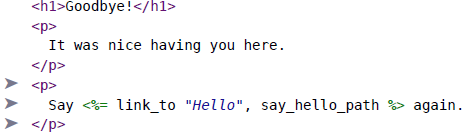 <h1>Goodbye!</h1>
<p>
It was nice having you here.
</p>
<p>
Say <%= link_to "Hello", say_hello_path %> again.
</p>